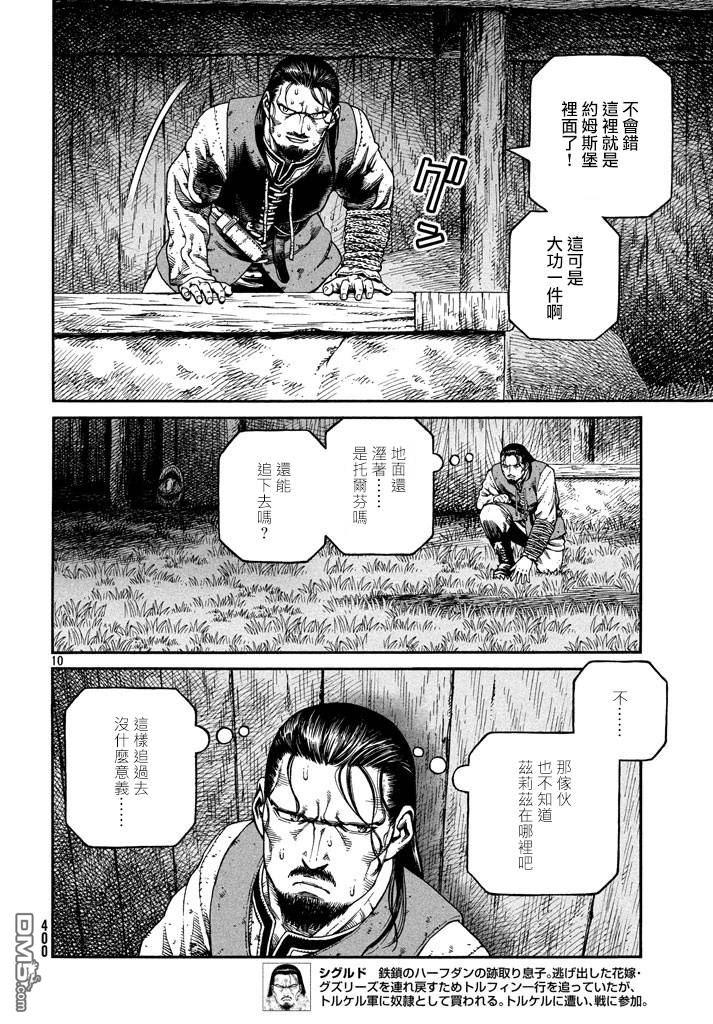 不會錯
這裡就是
約姆斯堡
裡面了！
這可是
大功一件啊
グッ
地面還
溼著……
是托爾芬嗎
還能
追下去嗎？
10
不……
那傢伙
也不知道
茲莉茲在哪裡吧
這樣追過去
沒什麼意義……
400
DM5.com
シグルド 鉄鎖のハーフダンの跡取り息子。逃げ出した花嫁・
グズリーズを連れ戻すためトルフィン一行を追っていたが、
トルケル軍に奴隷として買われる。トルケルに遭い、戦に参加。